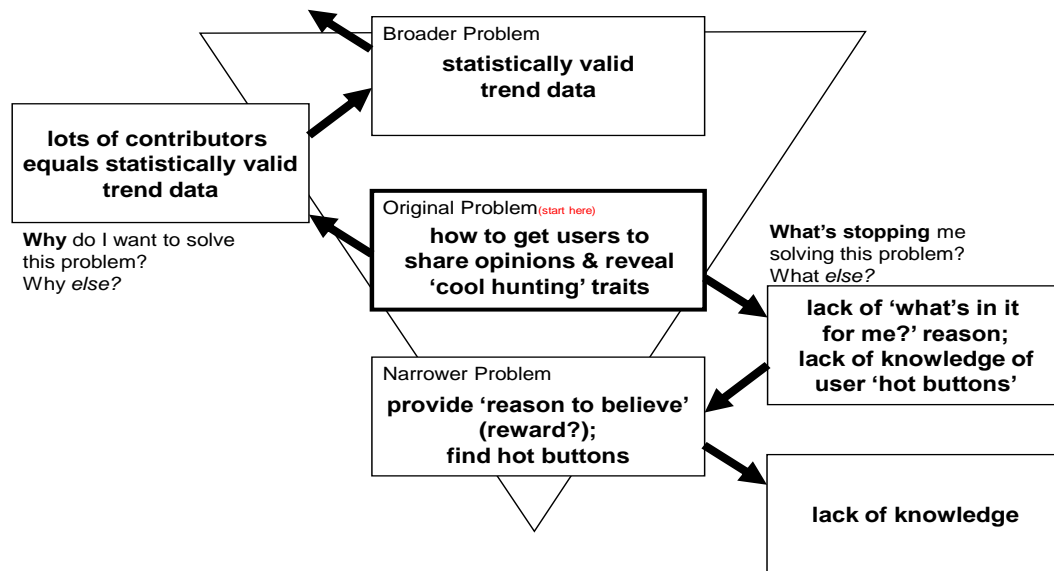 Broader Problem
statistically valid
trend data
lots of contributors
equals statistically valid
trend data
Why do I want to solve
this problem?
Why else?
Original Problem(start here)
how to get users to
share opinions & reveal
‘cool hunting’ traits
What’s stopping me
solving this problem?
What else?
lack of ‘what’s in it
for me?’ reason;
lack of knowledge of
user ‘hot buttons’
Narrower Problem
provide ‘reason to believe’
(reward?);
find hot buttons
lack of knowledge